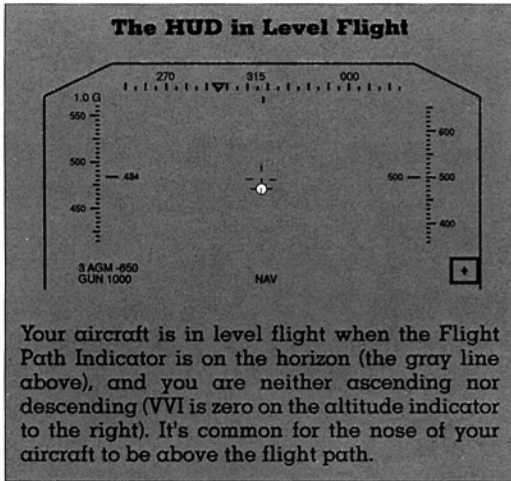 The HUD in Level Flight
270 315 000
1.0 G
550
500
484
450
600
500
500
400
3 AGM -650
GUN 1000
NAV
Your aircraft is in level flight when the Flight
Path Indicator is on the horizon (the gray line
above), and you are neither ascending nor
descending (VVI is zero on the altitude indicator
to the right). It's common for the nose of your
aircraft to be above the flight path.